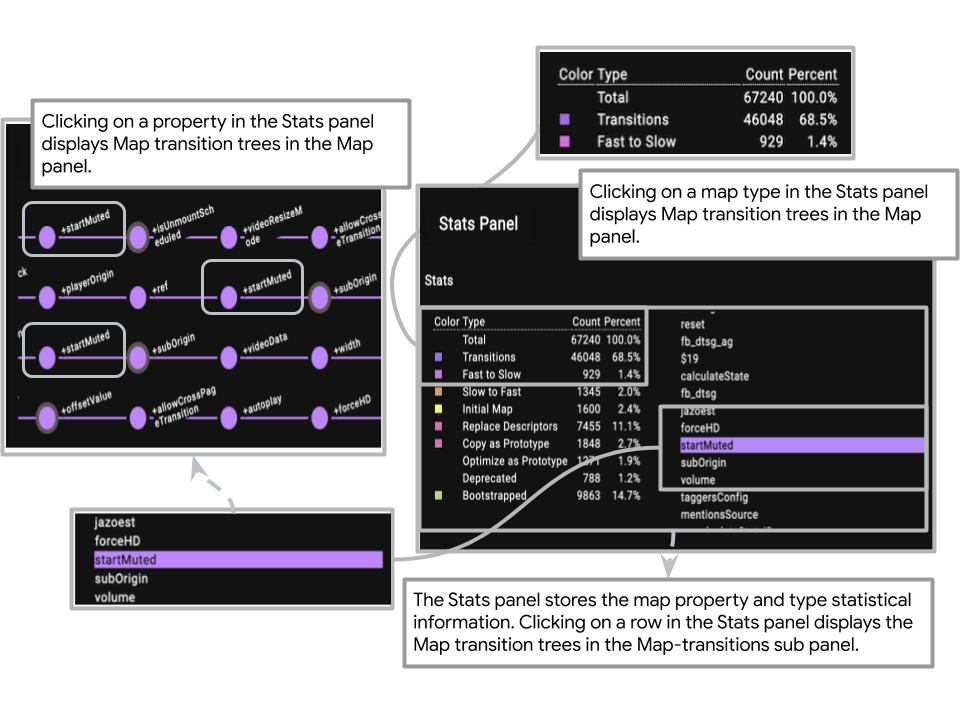 Color Type Count Percent
Total 67240 100.0%
Transitions 46048 68.5%
Fast to Slow 929 1.4%
Clicking on a property in the Stats panel
displays Map transition trees in the Map
panel.
Clicking on a map type in the Stats panel
displays Map transition trees in the Map
panel.
+startMuted
+isUnmountSch
eduled
+videoResizeM
ode
+allowCross
eTransition
ck
+playerOrigin
+ref
+startMuted
+subOrigin
+startMuted
+subOrigin
+videoData
+width
+offsetValue
+allowCrossPag
eTransition
+autoplay
+forceHD
Stats Panel
Stats
Color Type Count Percent
Total 67240 100.0%
Transitions 46048 68.5%
Fast to Slow 929 1.4%
Slow to Fast 1345 2.0%
Initial Map 1600 2.4%
Replace Descriptors 7455 11.1%
Copy as Prototype 1848 2.7%
Optimize as Prototype 1271 1.9%
Deprecated 788 1.2%
Bootstrapped 9863 14.7%
reset
fb_dtsg_ag
$19
calculateState
fb_dtsg
jazoest
forceHD
startMuted
subOrigin
volume
taggersConfig
mentionsSource
jazoest
forceHD
startMuted
subOrigin
volume
The Stats panel stores the map property and type statistical
information. Clicking on a row in the Stats panel displays the
Map transition trees in the Map-transitions sub panel.